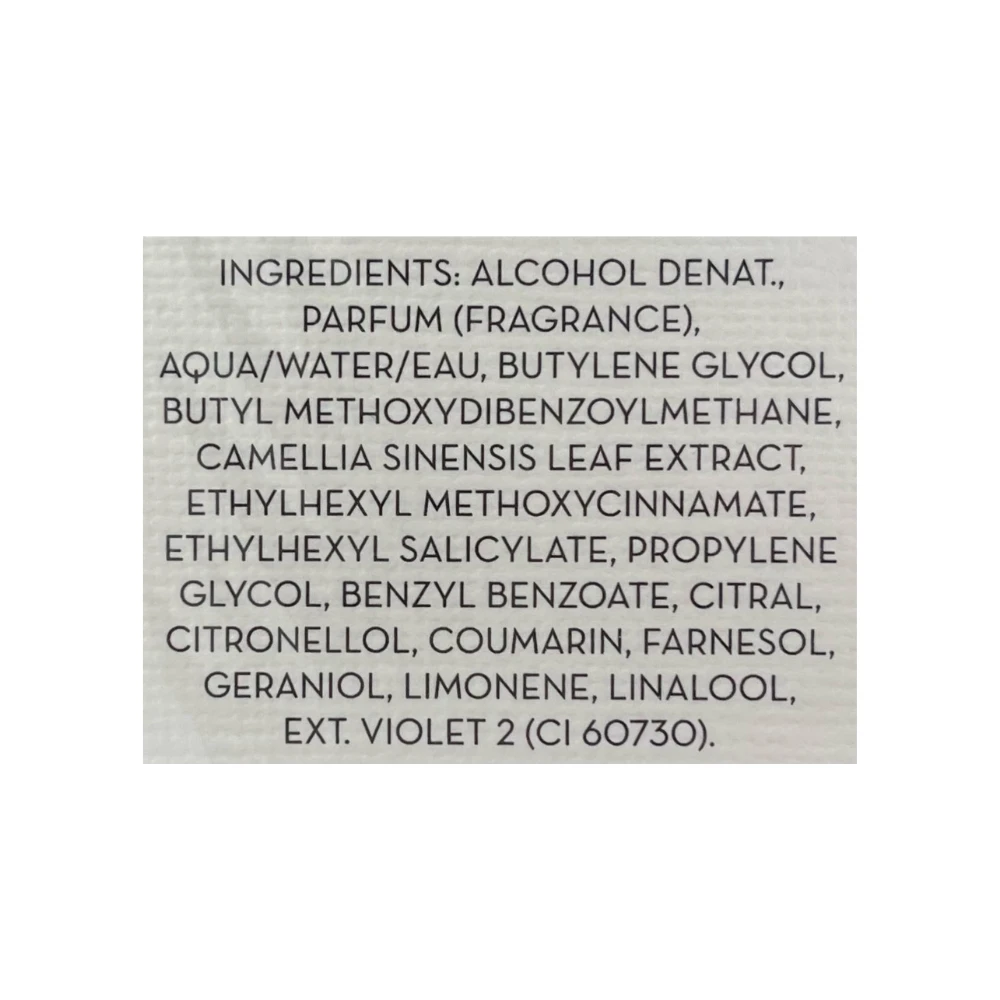 INGREDIENTS: ALCOHOL DENAT.,
PARFUM (FRAGRANCE),
AQUA/WATER/EAU, BUTYLENE GLYCOL,
BUTYL METHOXYDIBENZOYLMETHANE,
CAMELLIA SINENSIS LEAF EXTRACT,
ETHYLHEXYL METHOXYCINNAMATE,
ETHYLHEXYL SALICYLATE, PROPYLENE
GLYCOL, BENZYL BENZOATE, CITRAL,
CITRONELLOL, COUMARIN, FARNESOL,
GERANIOL, LIMONENE, LINALOOL,
EXT. VIOLET 2 (CI 60730).